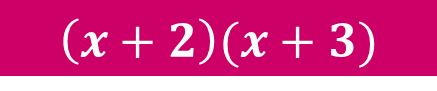 (x + 2)(x + 3)